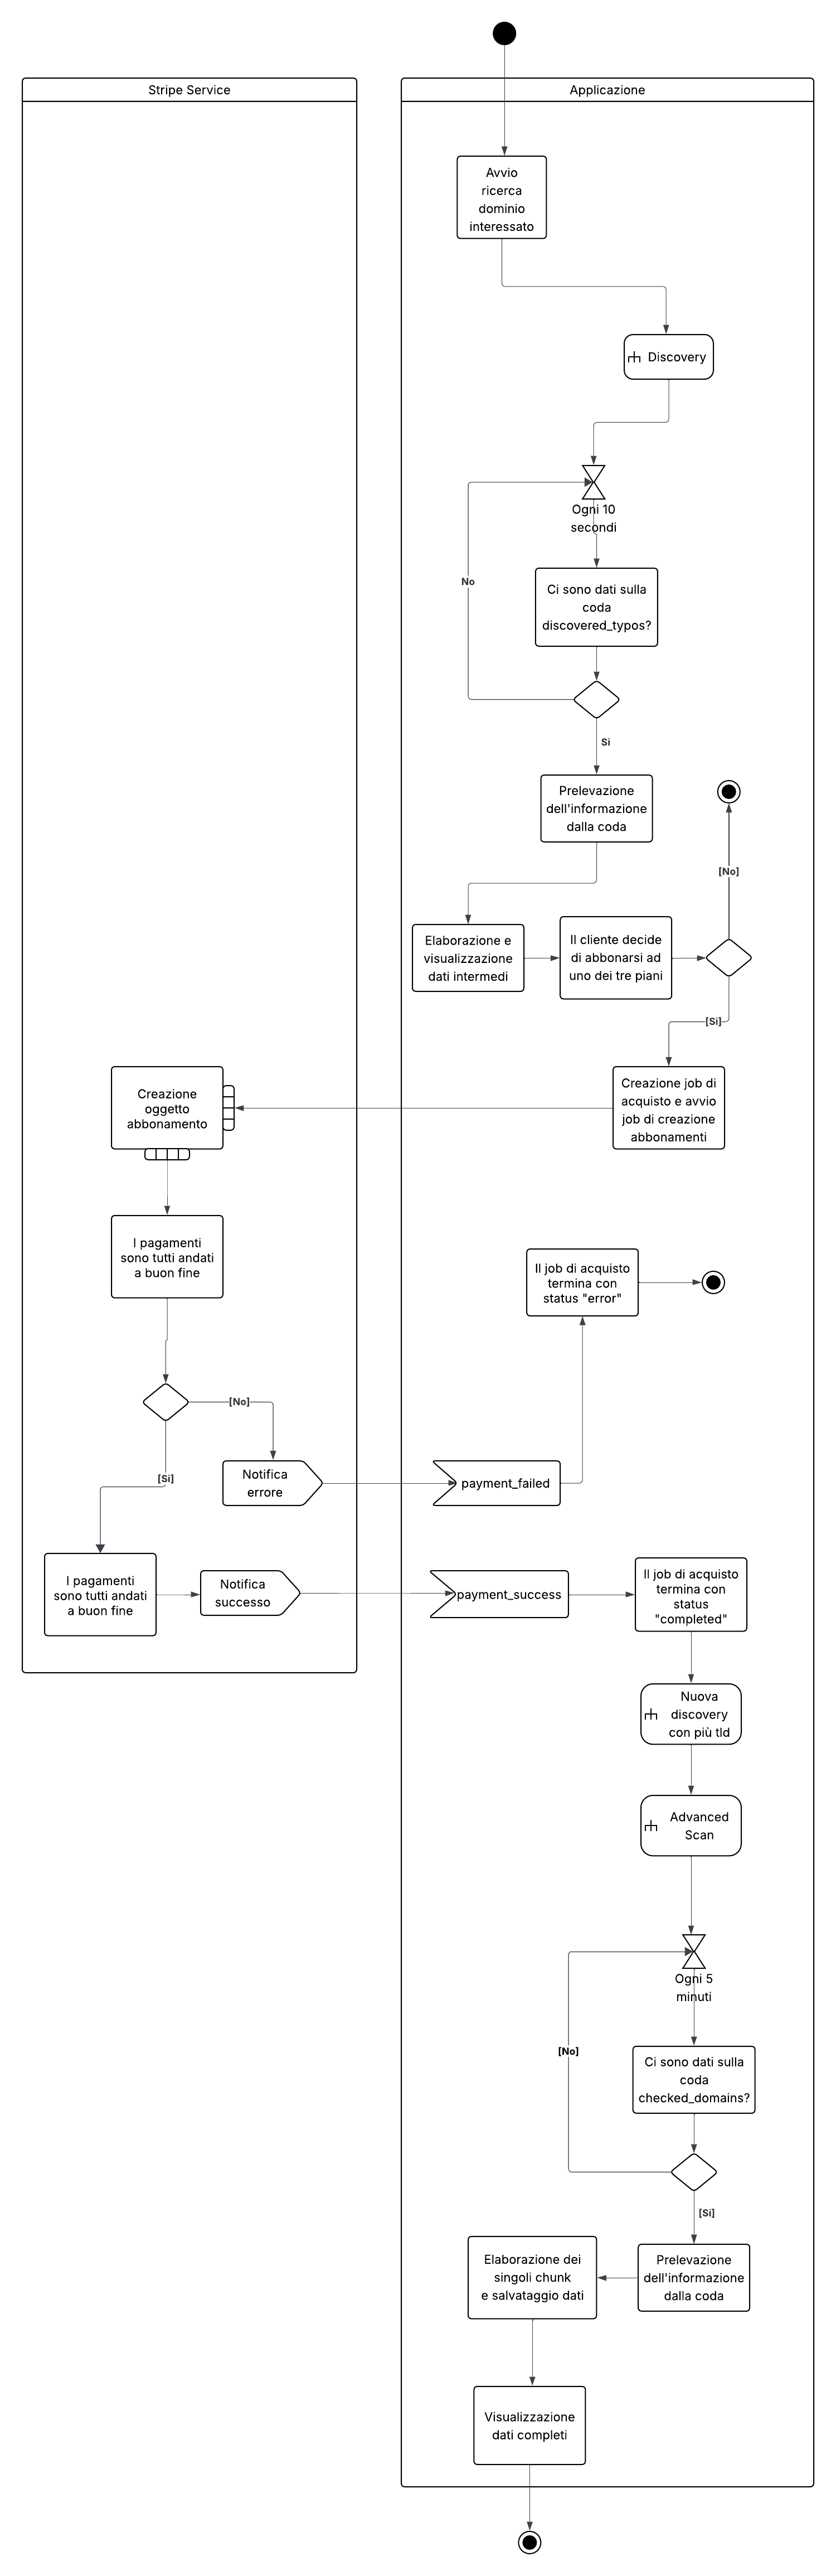 Stripe Service
Applicazione
Avvio
ricerca
dominio
interessato
Discovery
Ogni 10
secondi
No
Ci sono dati sulla
coda
discovered_typos?
Si
Prelevazione
dell'informazione
dalla coda
[No]
Elaborazione e
visualizzazione
dati intermedi
Il cliente decide
di abbonarsi ad
uno dei tre piani
[Si]
Creazione job di
acquisto e avvio
job di creazione
abbonamenti
Creazione
oggetto
abbonamento
I pagamenti
sono tutti andati
a buon fine
Il job di acquisto
termina con
status "error"
[No]
[Si]
Notifica
errore
payment_failed
I pagamenti
sono tutti andati
a buon fine
Notifica
successo
payment_success
Il job di acquisto
termina con
status
"completed"
Nuova
discovery
con più tld
Advanced
Scan
Ogni 5
minuti
[No]
Ci sono dati sulla
coda
checked_domains?
[Si]
Prelevazione
dell'informazione
dalla coda
Elaborazione dei
singoli chunk
e salvataggio dati
Visualizzazione
dati completi